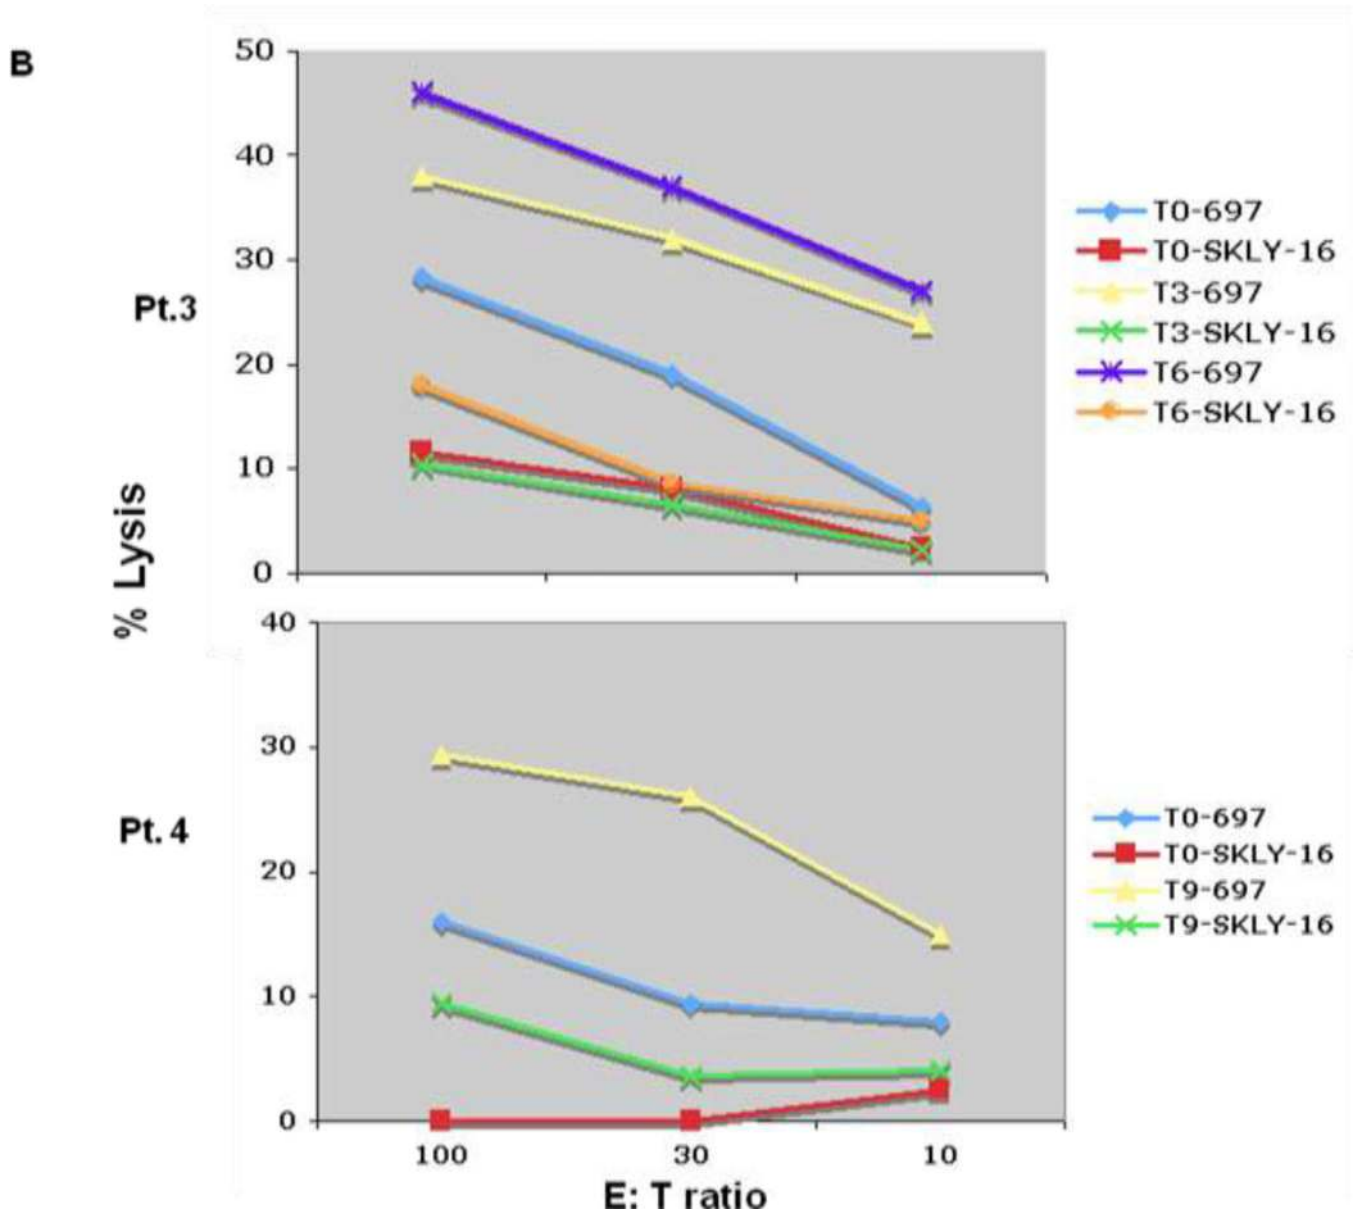 B
Pt.3
% Lysis
50
40
30
20
10
0
T0-697
T0-SKLY-16
T3-697
T3-SKLY-16
T6-697
T6-SKLY-16
Pt. 4
40
30
20
10
0
T0-697
T0-SKLY-16
T9-697
T9-SKLY-16
100 30 10
E: T ratio